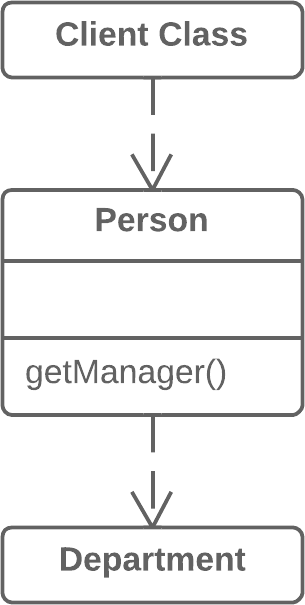 Client Class
Person
getManager()
Department